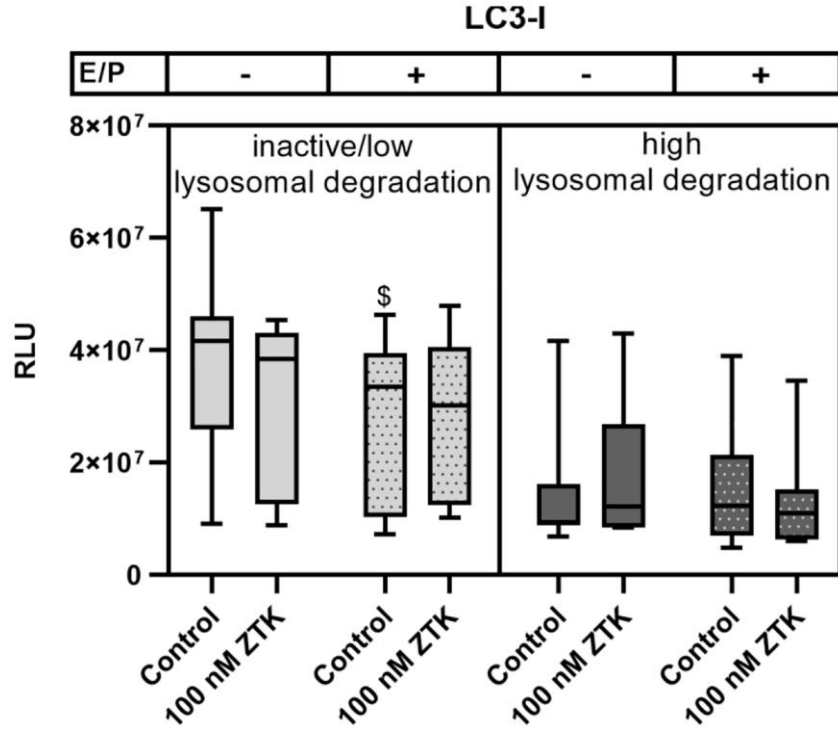 LC3-I
E/P - + - +
8×10⁷
6×10⁷
4×10⁷
2×10⁷
0
RLU
inactive/low
lysosomal degradation
high
lysosomal degradation
$
Control
100 nM ZTK
Control
100 nM ZTK
Control
100 nM ZTK
Control
100 nM ZTK